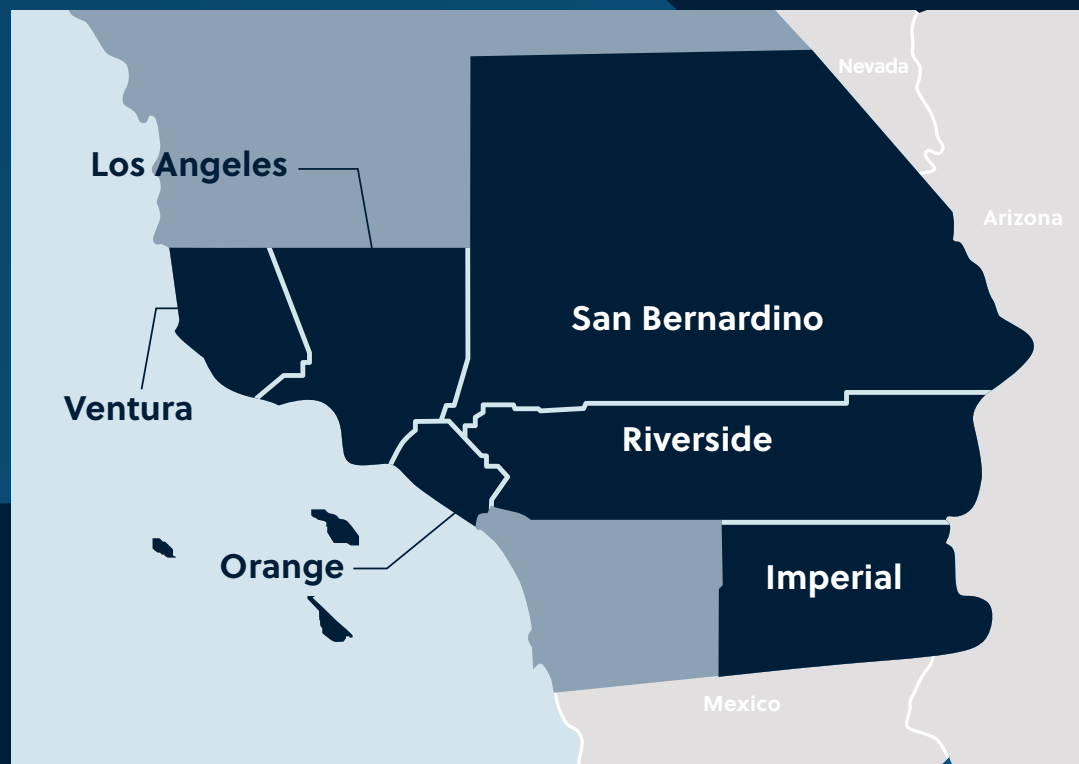 Nevada
Los Angeles
Arizona
San Bernardino
Ventura
Riverside
Orange
Imperial
Mexico